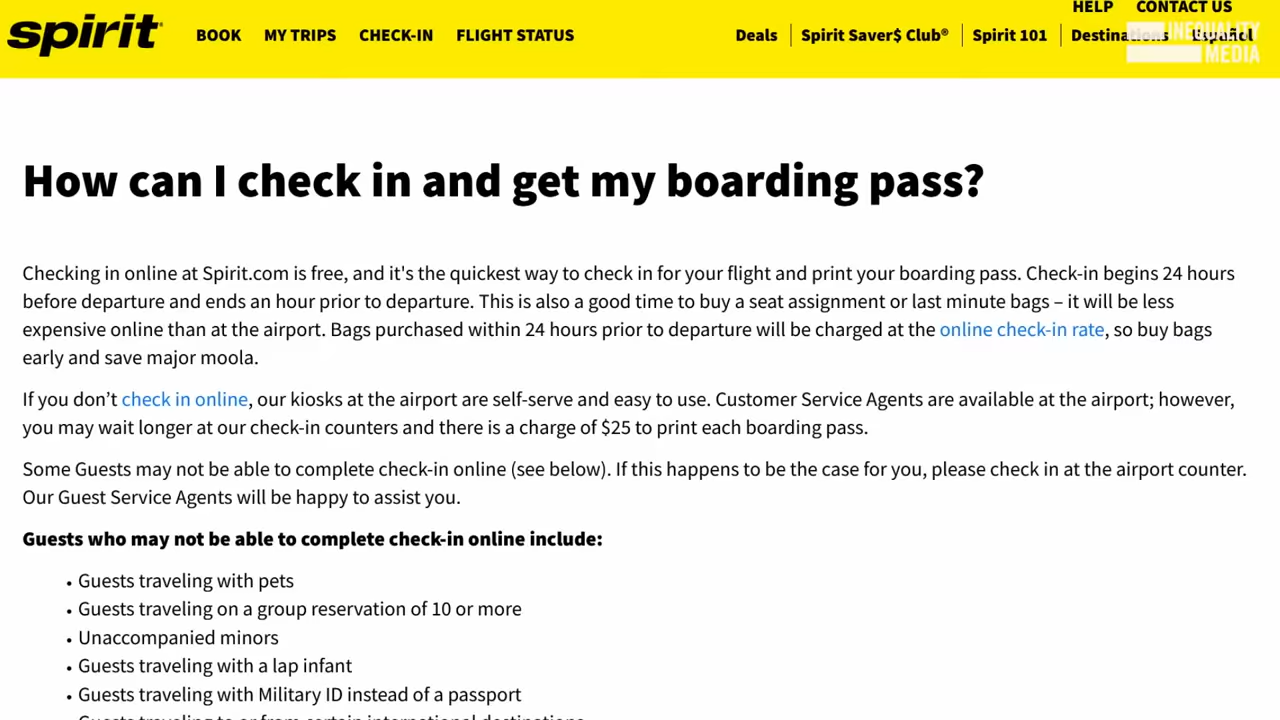 HELP CONTACT US
spirit BOOK MY TRIPS CHECK-IN FLIGHT STATUS Deals Spirit Saver$ Club® Spirit 101 Destinations Español
INEQUALITY
MEDIA
How can I check in and get my boarding pass?
Checking in online at Spirit.com is free, and it's the quickest way to check in for your flight and print your boarding pass. Check-in begins 24 hours
before departure and ends an hour prior to departure. This is also a good time to buy a seat assignment or last minute bags – it will be less
expensive online than at the airport. Bags purchased within 24 hours prior to departure will be charged at the online check-in rate, so buy bags
early and save major moola.
If you don’t check in online, our kiosks at the airport are self-serve and easy to use. Customer Service Agents are available at the airport; however,
you may wait longer at our check-in counters and there is a charge of $25 to print each boarding pass.
Some Guests may not be able to complete check-in online (see below). If this happens to be the case for you, please check in at the airport counter.
Our Guest Service Agents will be happy to assist you.
Guests who may not be able to complete check-in online include:
• Guests traveling with pets
• Guests traveling on a group reservation of 10 or more
• Unaccompanied minors
• Guests traveling with a lap infant
• Guests traveling with Military ID instead of a passport
• Guests traveling to or from certain international destinations